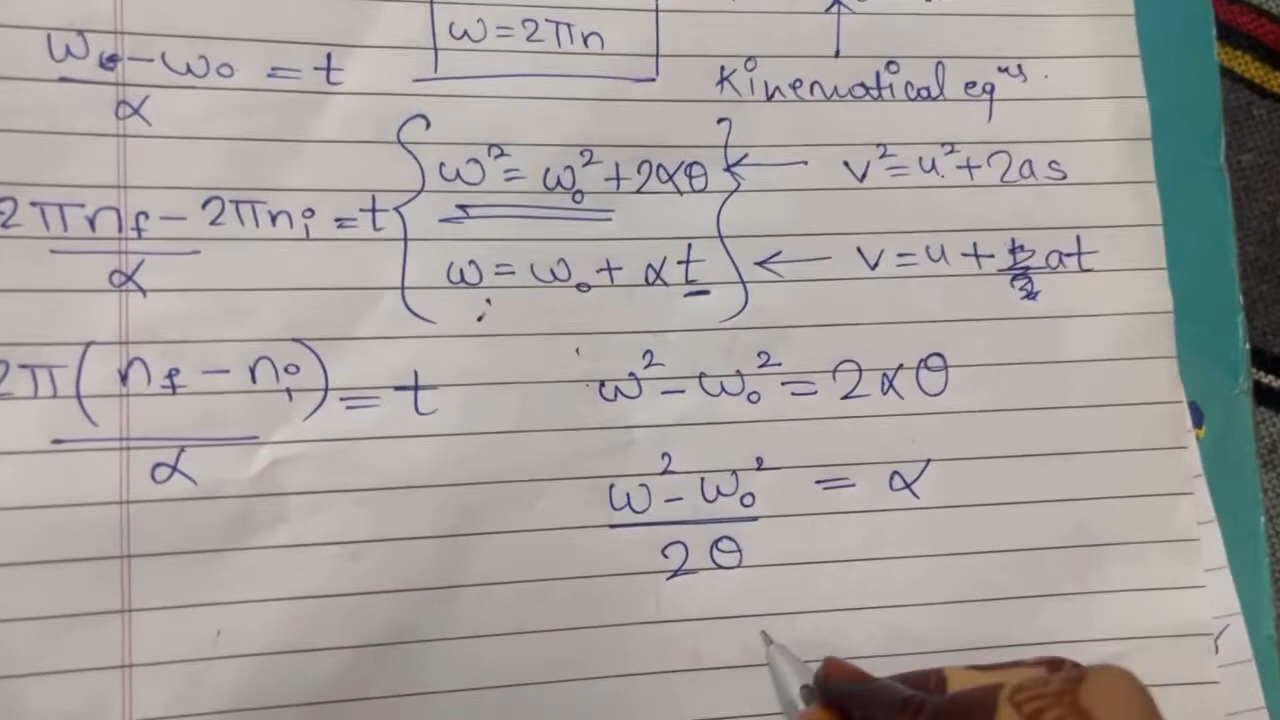 ω - ω₀ = t
α
ω = 2πn
Kinematical eqⁿˢ.
2πn_f - 2πn_i = t
α
ω² = ω₀² + 2αθ ← v² = u² + 2as
ω = ω₀ + αt ← v = u + at
2π(n_f - n_i) = t
α
ω² - ω₀² = 2αθ
ω² - ω₀² = α
2θ